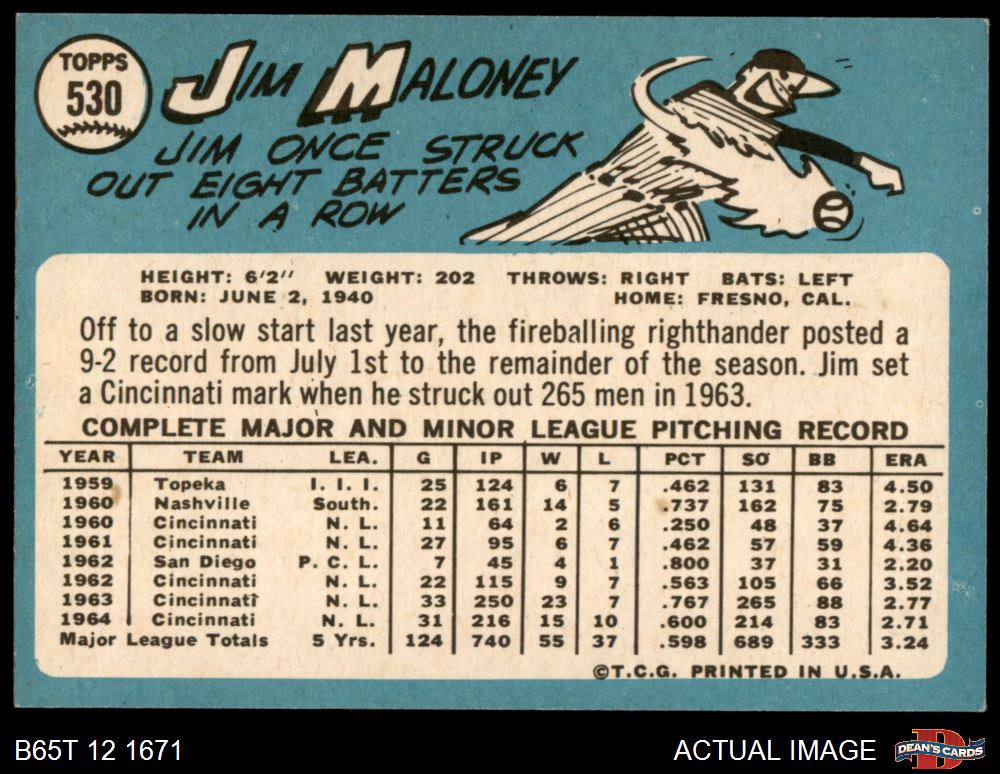 TOPPS
530
JIM MALONEY
JIM ONCE STRUCK
OUT EIGHT BATTERS
IN A ROW
HEIGHT: 6'2" WEIGHT: 202 THROWS: RIGHT BATS: LEFT
BORN: JUNE 2, 1940 HOME: FRESNO, CAL.
Off to a slow start last year, the fireballing righthander posted a
9-2 record from July 1st to the remainder of the season. Jim set
a Cincinnati mark when he struck out 265 men in 1963.
COMPLETE MAJOR AND MINOR LEAGUE PITCHING RECORD
YEAR TEAM LEA. G IP W L PCT SO BB ERA
1959 Topeka I. I. I. 25 124 6 7 .462 131 83 4.50
1960 Nashville South. 22 161 14 5 .737 162 75 2.79
1960 Cincinnati N. L. 11 64 2 6 .250 48 37 4.64
1961 Cincinnati N. L. 27 95 6 7 .462 57 59 4.36
1962 San Diego P. C. L. 7 45 4 1 .800 37 31 2.20
1962 Cincinnati N. L. 22 115 9 7 .563 105 66 3.52
1963 Cincinnati N. L. 33 250 23 7 .767 265 88 2.77
1964 Cincinnati N. L. 31 216 15 10 .600 214 83 2.71
Major League Totals 5 Yrs. 124 740 55 37 .598 689 333 3.24
©T.C.G. PRINTED IN U.S.A.
B65T 12 1671 ACTUAL IMAGE DEAN'S CARDS